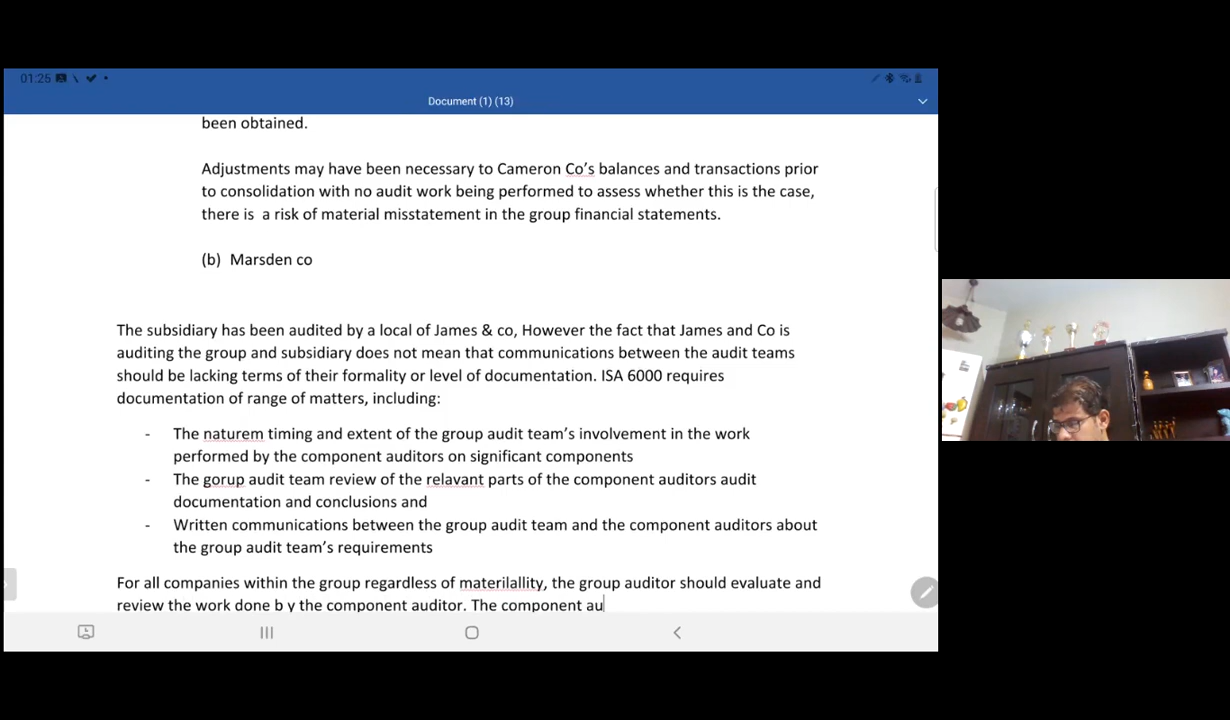 01:25
Document (1) (13)
been obtained.
Adjustments may have been necessary to Cameron Co's balances and transactions prior
to consolidation with no audit work being performed to assess whether this is the case,
there is  a risk of material misstatement in the group financial statements.
(b)  Marsden co
The subsidiary has been audited by a local of James & co, However the fact that James and Co is
auditing the group and subsidiary does not mean that communications between the audit teams
should be lacking terms of their formality or level of documentation. ISA 6000 requires
documentation of range of matters, including:
- The naturem timing and extent of the group audit team's involvement in the work
performed by the component auditors on significant components
- The gorup audit team review of the relavant parts of the component auditors audit
documentation and conclusions and
- Written communications between the group audit team and the component auditors about
the group audit team's requirements
For all companies within the group regardless of materilallity, the group auditor should evaluate and
review the work done b y the component auditor. The component au